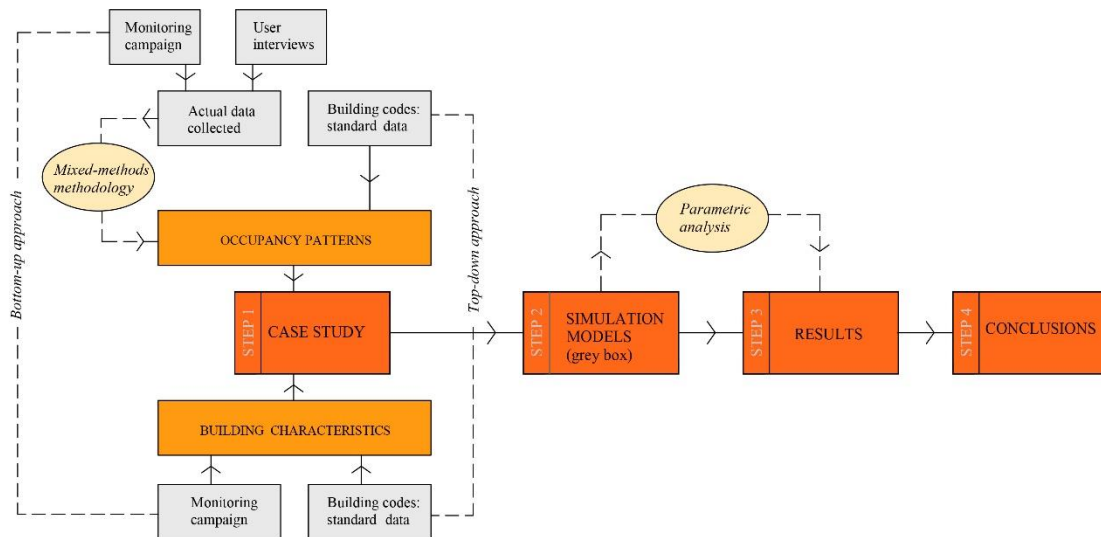 Monitoring
campaign
User
interviews
Actual data
collected
Building codes:
standard data
Mixed-methods
methodology
Bottom-up approach
Top-down approach
OCCUPANCY PATTERNS
Parametric
analysis
STEP 1
CASE STUDY
STEP 2
SIMULATION
MODELS
(grey box)
STEP 3
RESULTS
STEP 4
CONCLUSIONS
BUILDING CHARACTERISTICS
Monitoring
campaign
Building codes:
standard data